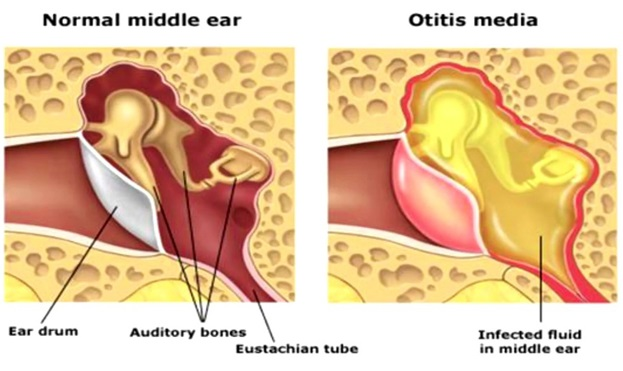 Normal middle ear
Otitis media
Ear drum
Auditory bones
Eustachian tube
Infected fluid
in middle ear